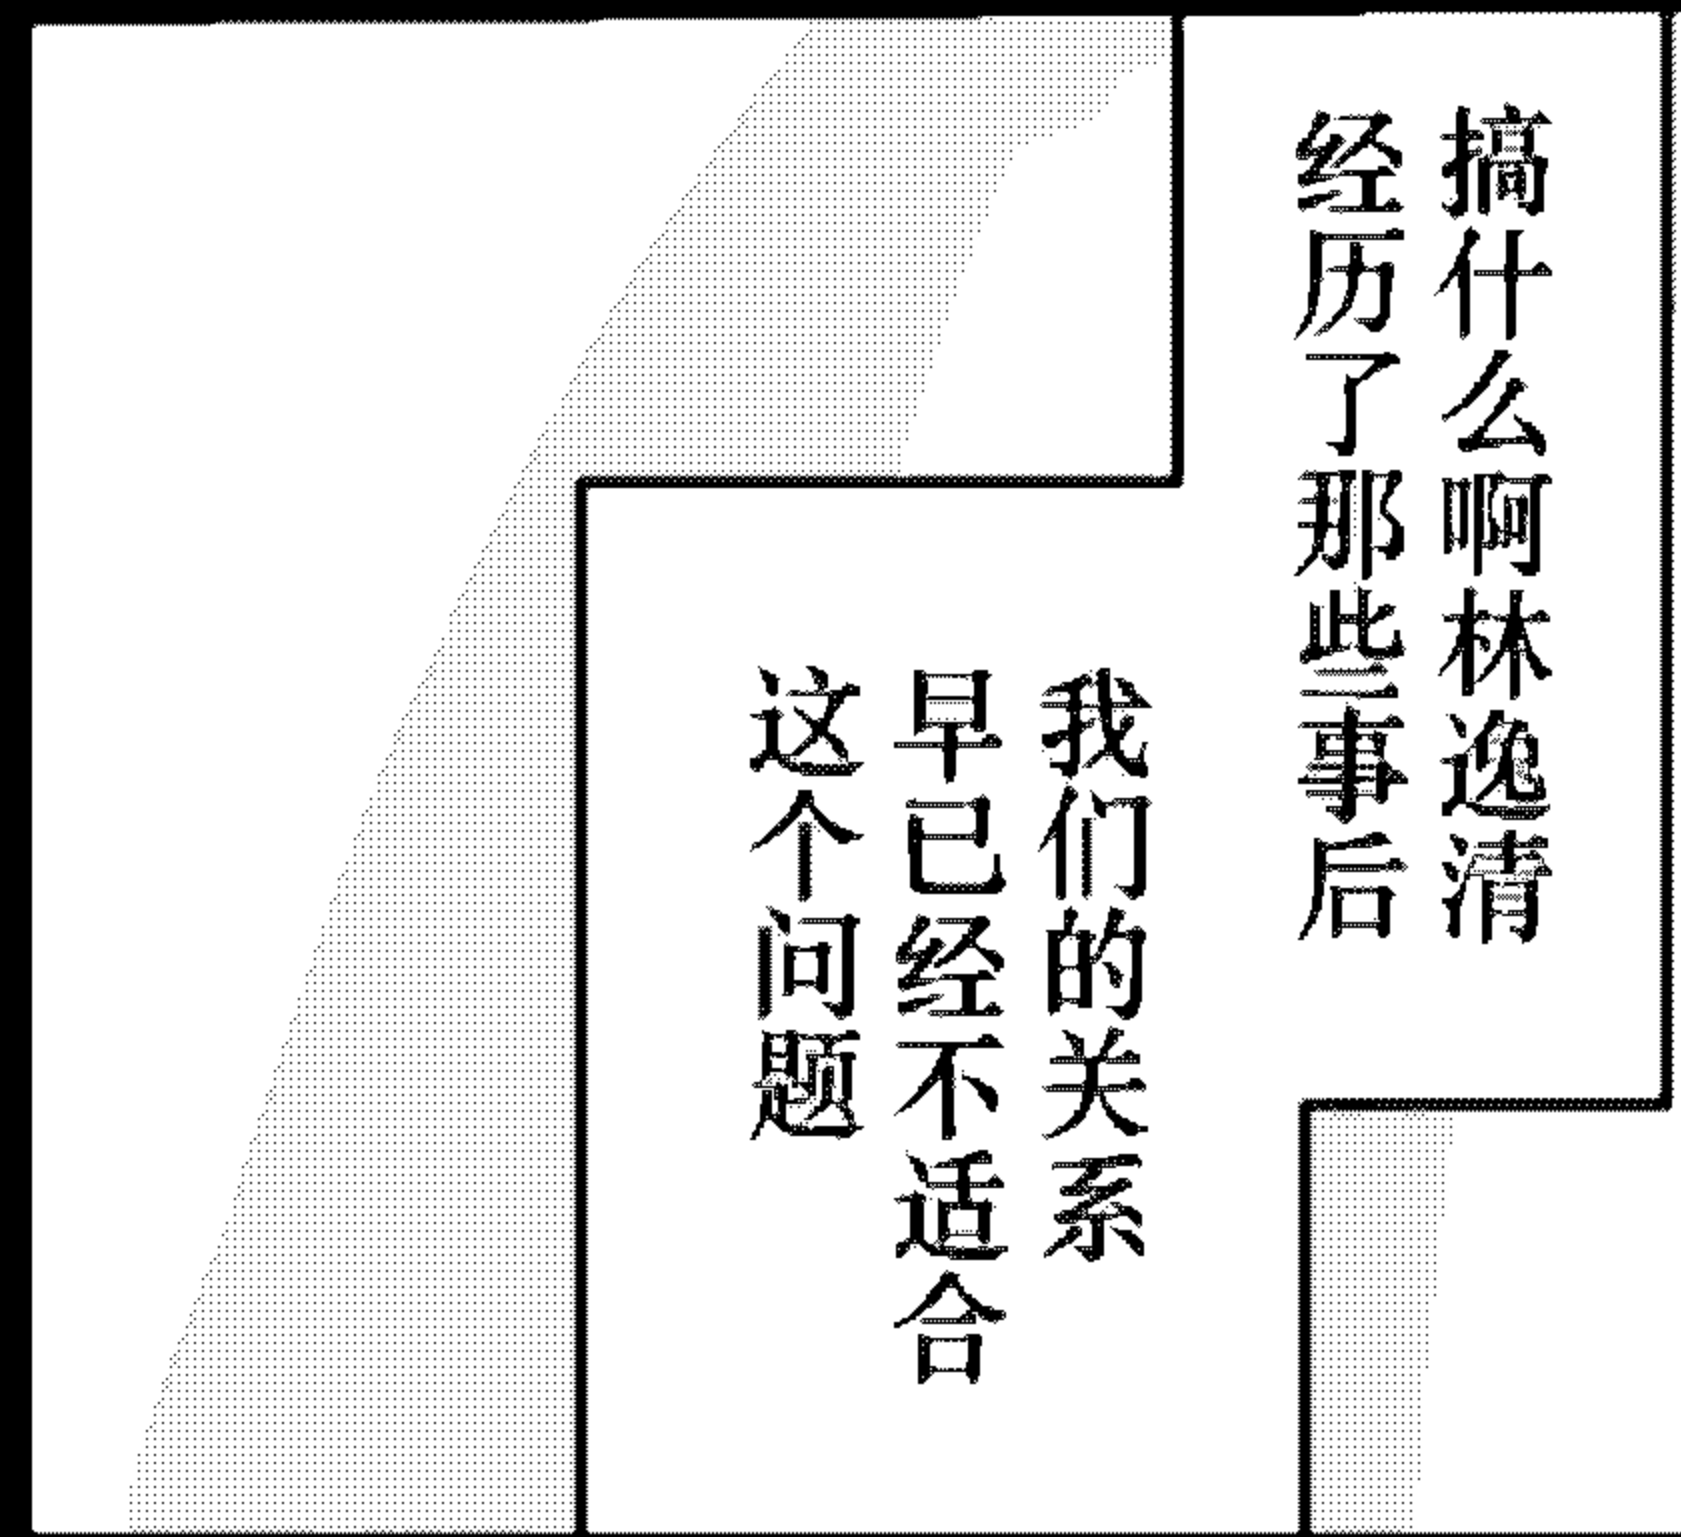 搞什么啊林逸清
经历了那些事后
我们的关系
早已经不适合
这个问题